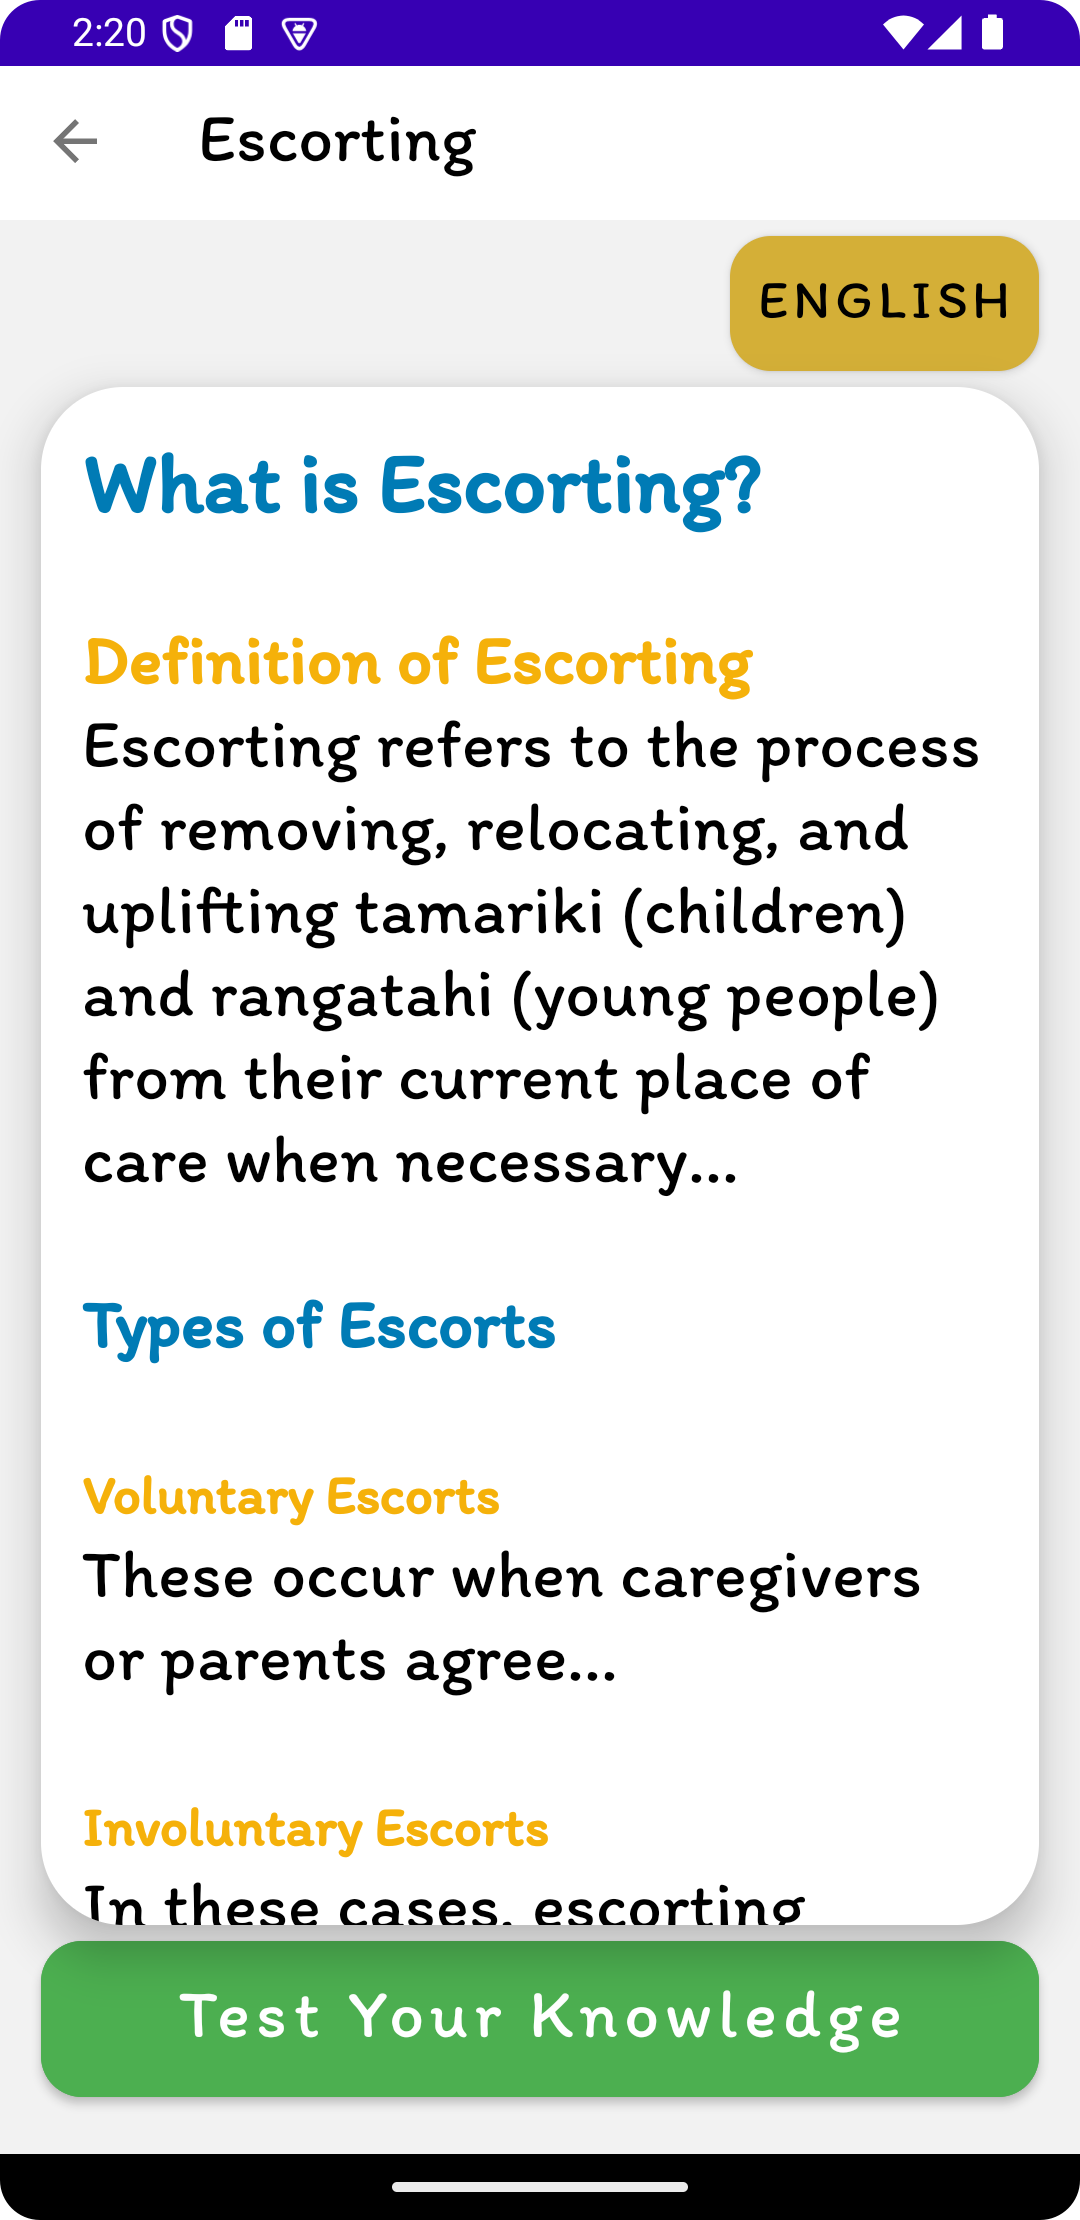 2:20
Escorting
ENGLISH
What is Escorting?
Definition of Escorting
Escorting refers to the process
of removing, relocating, and
uplifting tamariki (children)
and rangatahi (young people)
from their current place of
care when necessary...
Types of Escorts
Voluntary Escorts
These occur when caregivers
or parents agree...
Involuntary Escorts
In these cases, escorting
Test Your Knowledge